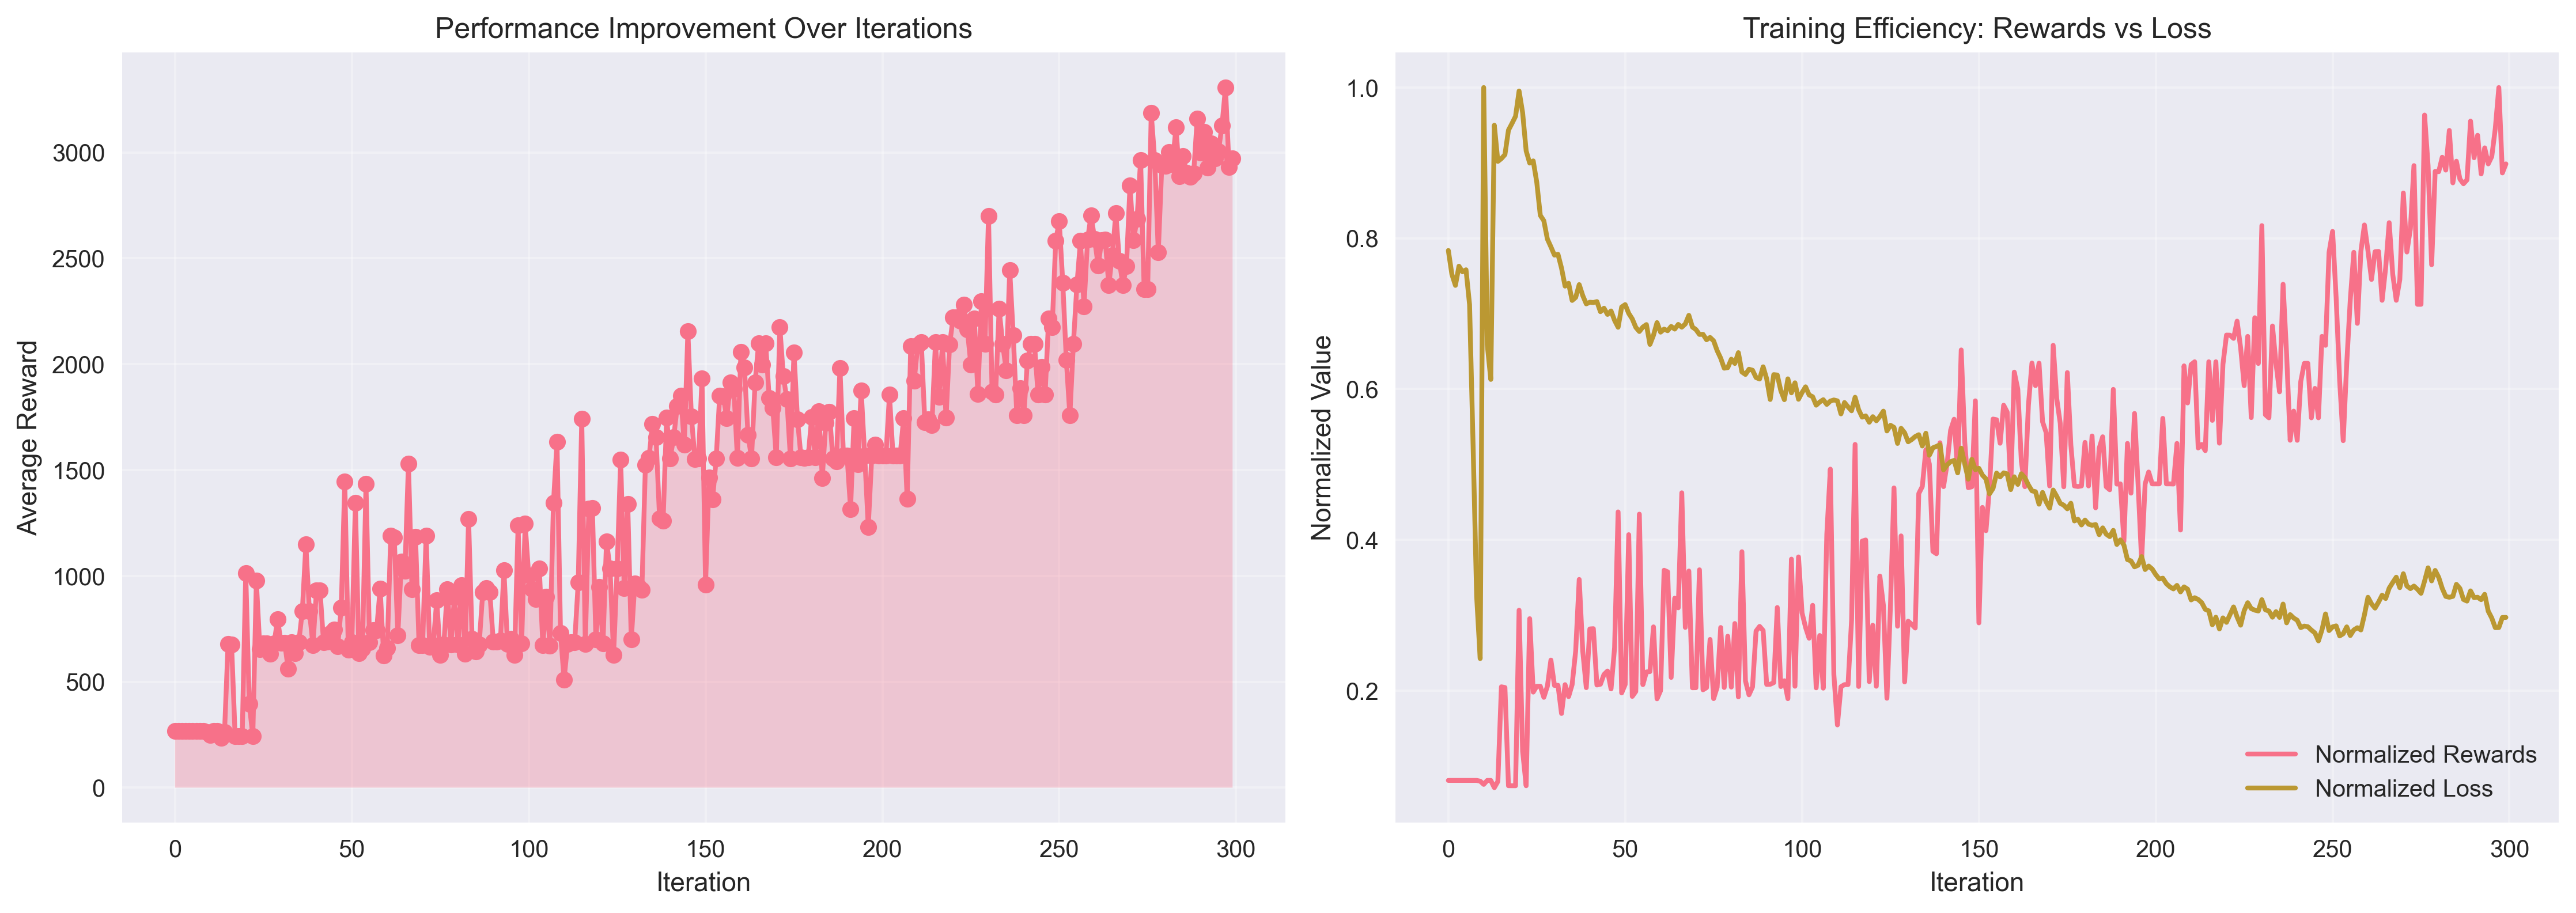 Performance Improvement Over Iterations
Average Reward
3000
2500
2000
1500
1000
500
0
0 50 100 150 200 250 300
Iteration
Training Efficiency: Rewards vs Loss
Normalized Value
1.0
0.8
0.6
0.4
0.2
Normalized Rewards
Normalized Loss
0 50 100 150 200 250 300
Iteration